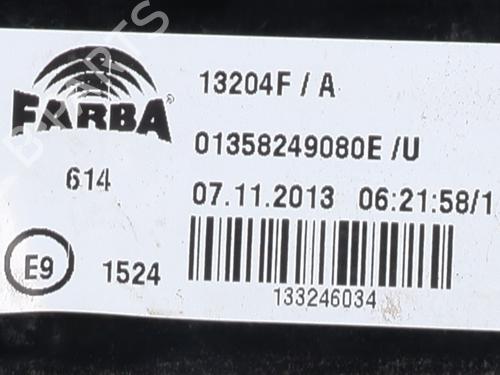 FARBA®
13204F / A
01358249080E /U
614
07.11.2013 06:21:58/1
E9
1524
133246034